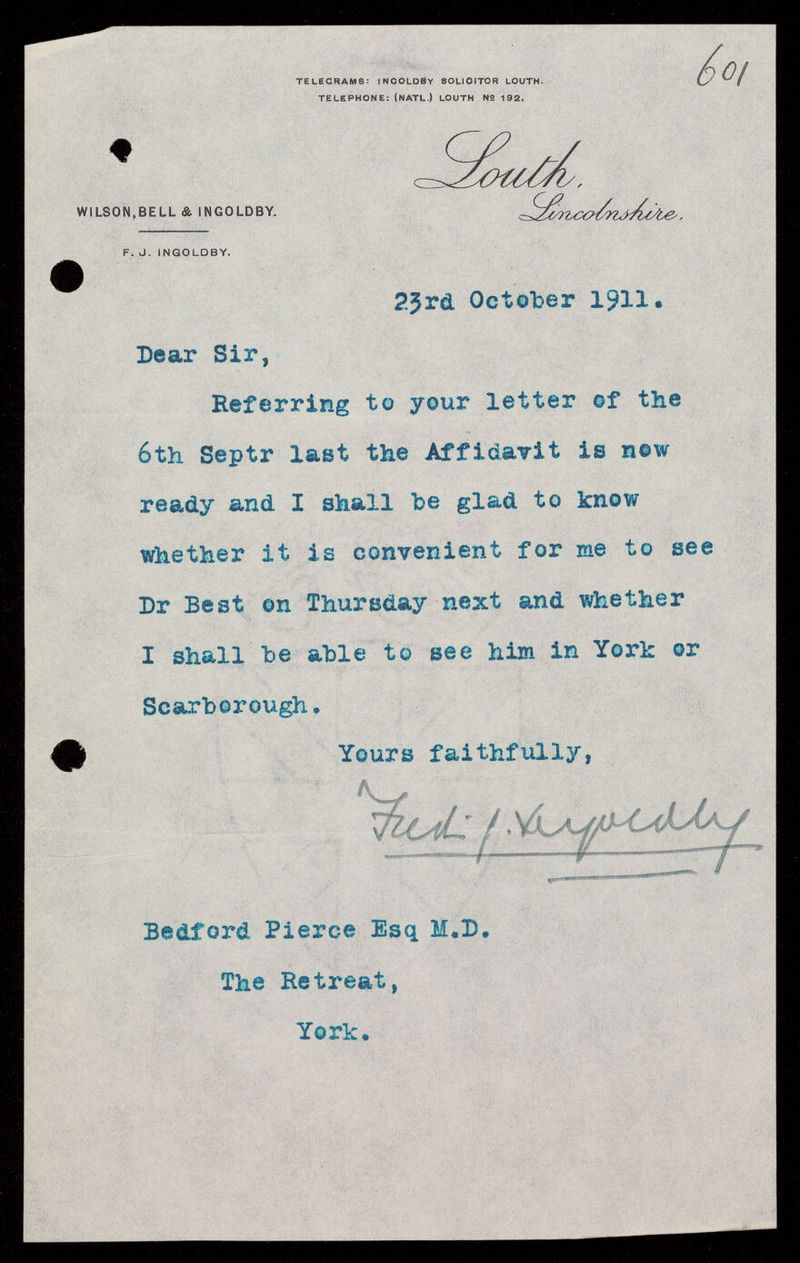 601
TELEGRAMS: INGOLDBY SOLICITOR LOUTH.
TELEPHONE: (NATL.) LOUTH Nº 192.
Louth,
Lincolnshire.
WILSON, BELL & INGOLDBY.
F. J. INGOLDBY.
23rd October 1911.
Dear Sir,
Referring to your letter of the
6th Septr last the Affidavit is now
ready and I shall be glad to know
whether it is convenient for me to see
Dr Best on Thursday next and whether
I shall be able to see him in York or
Scarborough.
Yours faithfully,
Fredk J. Ingoldby
Bedford Pierce Esq M.D.
The Retreat,
York.